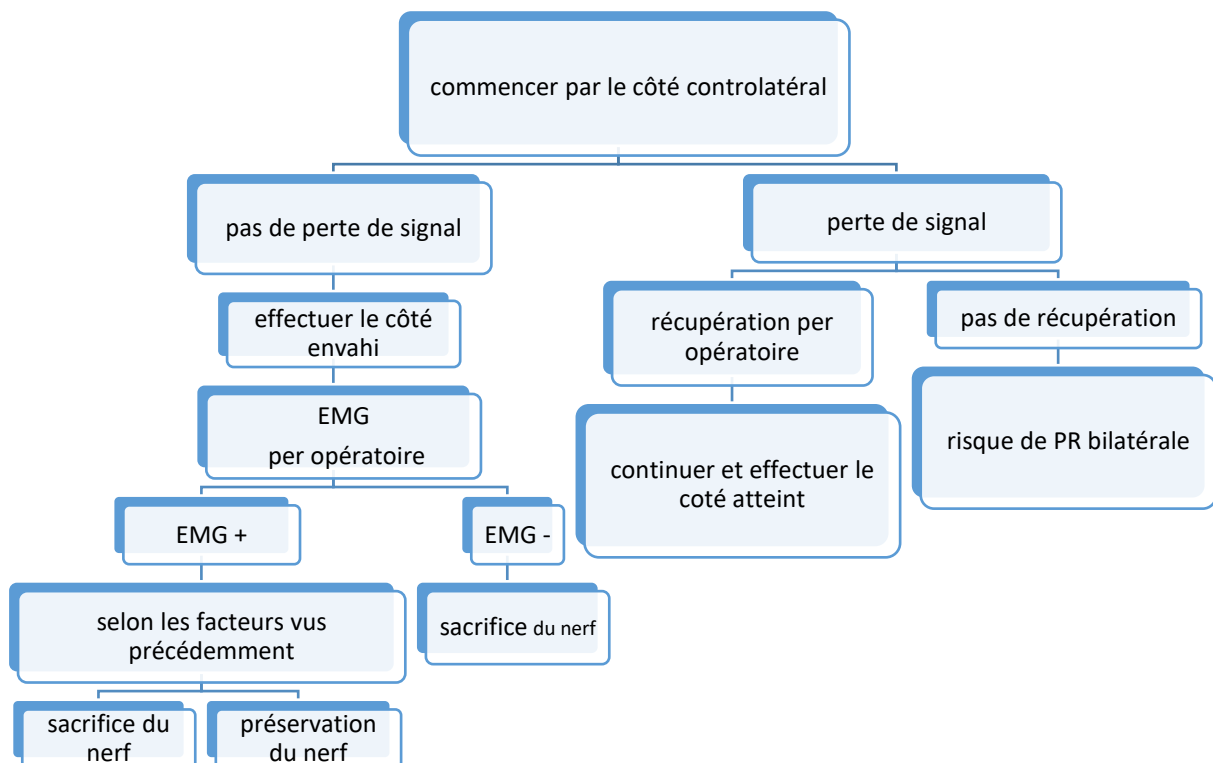 commencer par le côté controlatéral
pas de perte de signal
perte de signal
effectuer le côté
envahi
récupération per
opératoire
pas de récupération
EMG
per opératoire
continuer et effectuer le
coté atteint
risque de PR bilatérale
EMG +
EMG -
selon les facteurs vus
précédemment
sacrifice du nerf
sacrifice du
nerf
préservation
du nerf